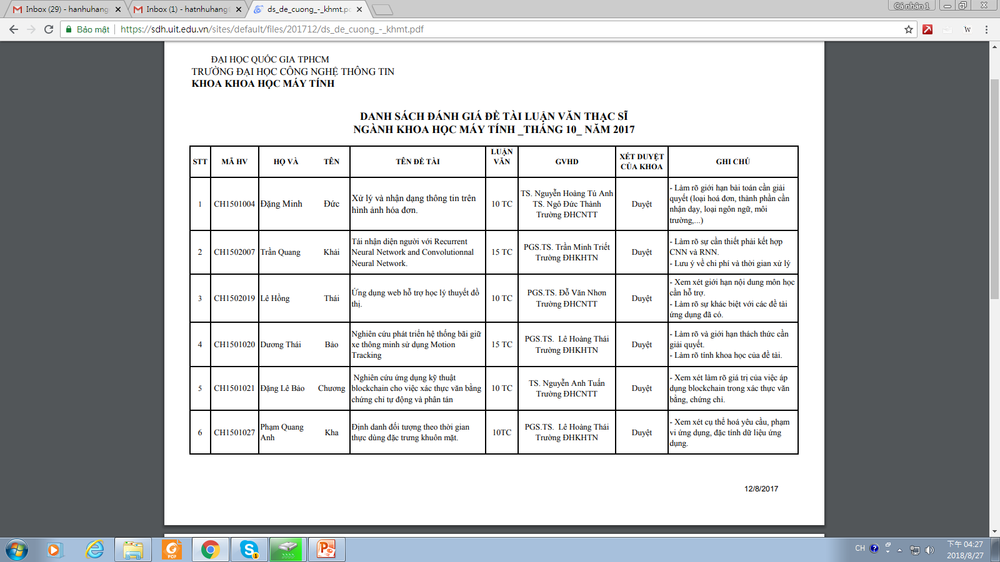 Inbox (29) - hanhuhang
Inbox (1) - hatnhuhang
ds_de_cuong_-_khmt.pd
Cá nhân 1
Bảo mật
https://sdh.uit.edu.vn/sites/default/files/201712/ds_de_cuong_-_khmt.pdf
W
ĐẠI HỌC QUỐC GIA TPHCM
TRƯỜNG ĐẠI HỌC CÔNG NGHỆ THÔNG TIN
KHOA KHOA HỌC MÁY TÍNH
DANH SÁCH ĐÁNH GIÁ ĐỀ TÀI LUẬN VĂN THẠC SĨ
NGÀNH KHOA HỌC MÁY TÍNH _THÁNG 10_ NĂM 2017
STT
MÃ HV
HỌ VÀ TÊN
TÊN ĐỀ TÀI
LUẬN
VĂN
GVHD
XÉT DUYỆT
CỦA KHOA
GHI CHÚ
1
CH1501004
Đặng Minh Đức
Xử lý và nhận dạng thông tin trên
hình ảnh hóa đơn.
10 TC
TS. Nguyễn Hoàng Tú Anh
TS. Ngô Đức Thành
Trường ĐHCNTT
Duyệt
- Làm rõ giới hạn bài toán cần giải
quyết (loại hoá đơn, thành phần cần
nhận dạy, loại ngôn ngữ, môi
trường,...)
2
CH1502007
Trần Quang Khải
Tái nhận diện người với Recurrent
Neural Network and Convolutionnal
Neural Network.
15 TC
PGS.TS. Trần Minh Triết
Trường ĐHKHTN
Duyệt
- Làm rõ sự cần thiết phải kết hợp
CNN và RNN.
- Lưu ý về chi phí và thời gian xử lý
3
CH1502019
Lê Hồng Thái
Ứng dụng web hỗ trợ học lý thuyết đồ
thị.
10 TC
PGS.TS. Đỗ Văn Nhơn
Trường ĐHCNTT
Duyệt
- Xem xét giới hạn nội dung môn học
cần hỗ trợ.
- Làm rõ sự khác biệt với các đề tài
ứng dụng đã có.
4
CH1501020
Dương Thái Bảo
Nghiên cứu phát triển hệ thống bãi giữ
xe thông minh sử dụng Motion
Tracking
15 TC
PGS.TS. Lê Hoàng Thái
Trường ĐHKHTN
Duyệt
- Làm rõ và giới hạn thách thức cần
giải quyết.
- Làm rõ tính khoa học của đề tài.
5
CH1501021
Đặng Lê Bảo Chương
Nghiên cứu ứng dụng kỹ thuật
blockchain cho việc xác thực văn bằng
chứng chỉ tự động và phân tán
10 TC
TS. Nguyễn Anh Tuấn
Trường ĐHCNTT
Duyệt
- Xem xét làm rõ giá trị của việc áp
dụng blockchain trong xác thực văn
bằng, chứng chỉ.
6
CH1501027
Phạm Quang
Anh
Kha
Định danh đối tượng theo thời gian
thực dùng đặc trưng khuôn mặt.
10TC
PGS.TS. Lê Hoàng Thái
Trường ĐHKHTN
Duyệt
- Xem xét cụ thể hoá yêu cầu, phạm
vi ứng dụng, đặc tính dữ liệu ứng
dụng.
12/8/2017
PDF
1
CH
下午 04:27
2018/8/27